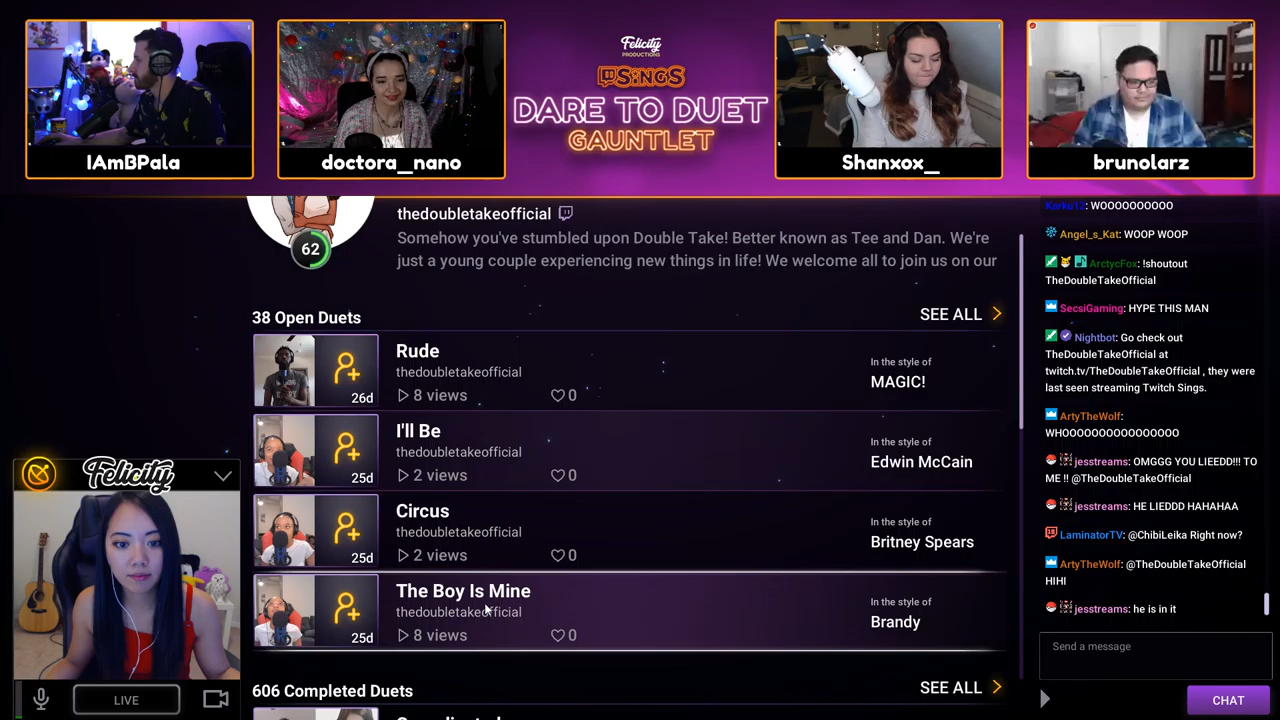 Felicity
PRODUCTIONS
SINGS
DARE TO DUET
GAUNTLET
IAmBPala
doctora__nano
Shanxox_
brunolarz
62
thedoubletakeofficial
Somehow you've stumbled upon Double Take! Better known as Tee and Dan. We're
just a young couple experiencing new things in life! We welcome all to join us on our
38 Open Duets
SEE ALL
Rude
thedoubletakeofficial
8 views
0
26d
In the style of
MAGIC!
I'll Be
thedoubletakeofficial
2 views
0
25d
In the style of
Edwin McCain
Circus
thedoubletakeofficial
2 views
0
25d
In the style of
Britney Spears
The Boy Is Mine
thedoubletakeofficial
8 views
0
25d
In the style of
Brandy
606 Completed Duets
SEE ALL
Felicity
LIVE
WOOOOOOOOOO
Angel_s_Kat: WOOP WOOP
ArctycFox: !shoutout
TheDoubleTakeOfficial
SecsiGaming: HYPE THIS MAN
Nightbot: Go check out
TheDoubleTakeOfficial at
twitch.tv/TheDoubleTakeOfficial , they were
last seen streaming Twitch Sings.
ArtyTheWolf:
WHOOOOOOOOOOOOOOOO
jesstreams: OMGGG YOU LIEEDD!!! TO
ME !! @TheDoubleTakeOfficial
jesstreams: HE LIEDDD HAHAHAA
LaminatorTV: @ChibiLeika Right now?
ArtyTheWolf: @TheDoubleTakeOfficial
HIHI
jesstreams: he is in it
Send a message
CHAT